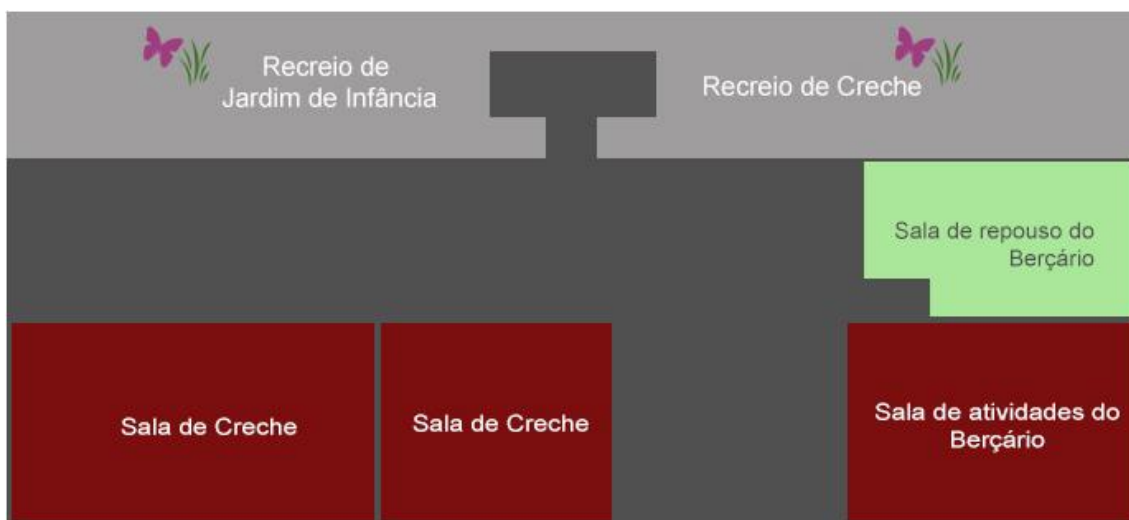 Recreio de
Jardim de Infância
Recreio de Creche
Sala de repouso do
Berçário
Sala de Creche
Sala de Creche
Sala de atividades do
Berçário